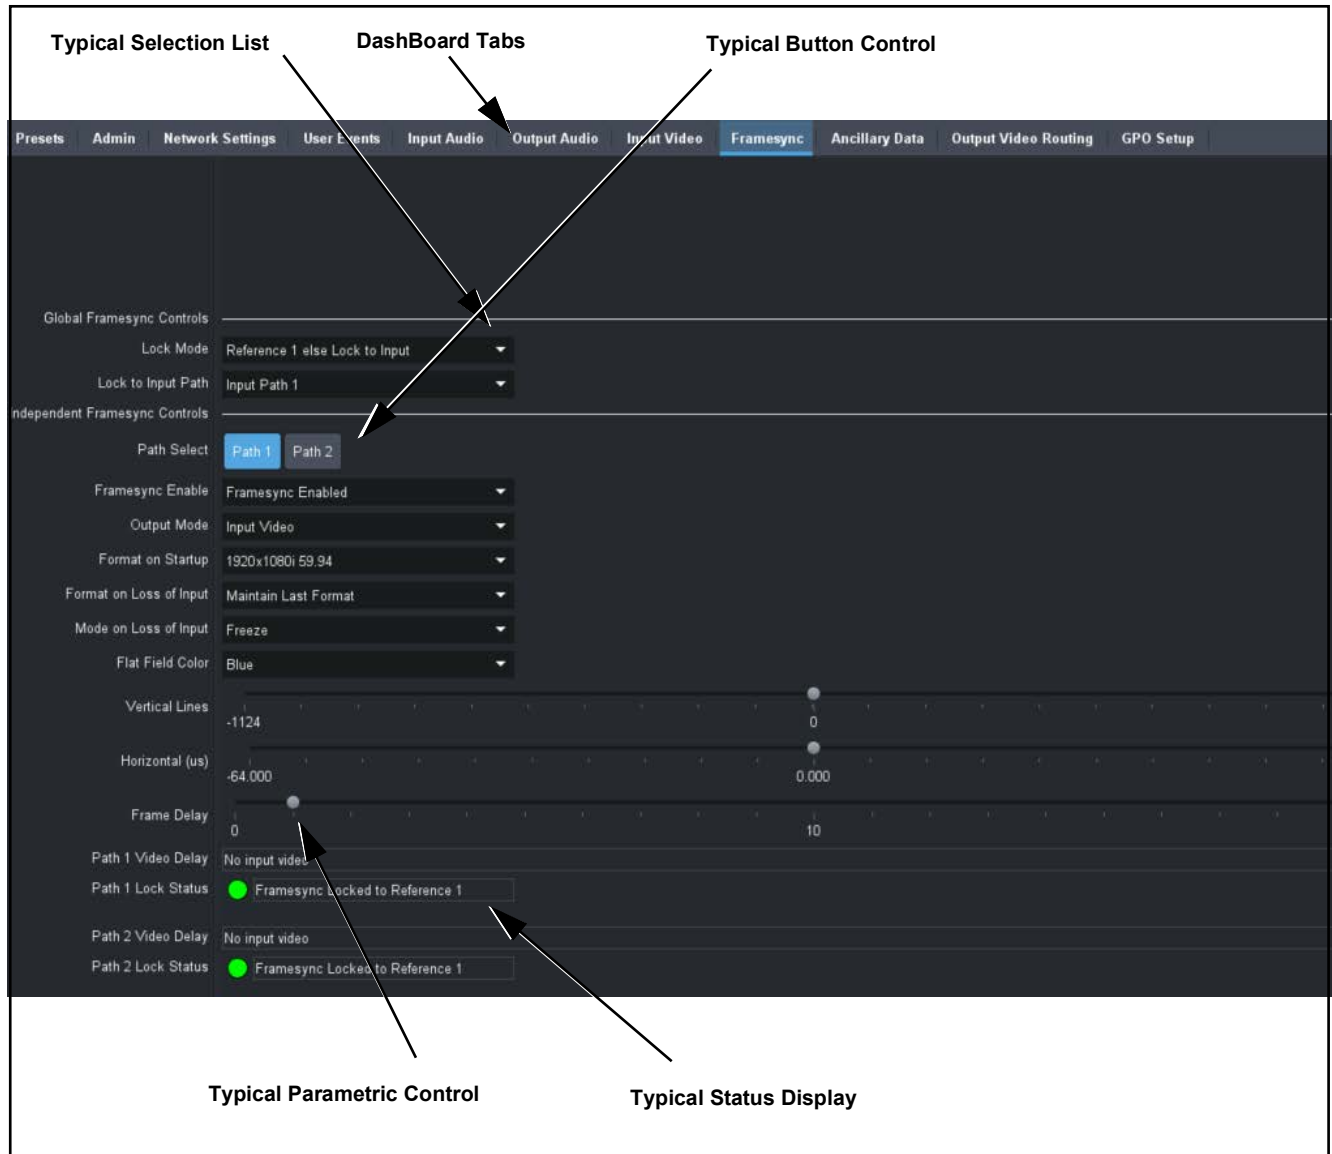 Typical Selection List
DashBoard Tabs
Typical Button Control
Presets Admin Network Settings User Events Input Audio Output Audio Input Video Framesync Ancillary Data Output Video Routing GPO Setup
Global Framesync Controls
Lock Mode Reference 1 else Lock to Input
Lock to Input Path Input Path 1
ndependent Framesync Controls
Path Select Path 1 Path 2
Framesync Enable Framesync Enabled
Output Mode Input Video
Format on Startup 1920x1080i 59.94
Format on Loss of Input Maintain Last Format
Mode on Loss of Input Freeze
Flat Field Color Blue
Vertical Lines
-1124 0
Horizontal (us)
-64.000 0.000
Frame Delay
0 10
Path 1 Video Delay No input video
Path 1 Lock Status Framesync Locked to Reference 1
Path 2 Video Delay No input video
Path 2 Lock Status Framesync Locked to Reference 1
Typical Parametric Control
Typical Status Display